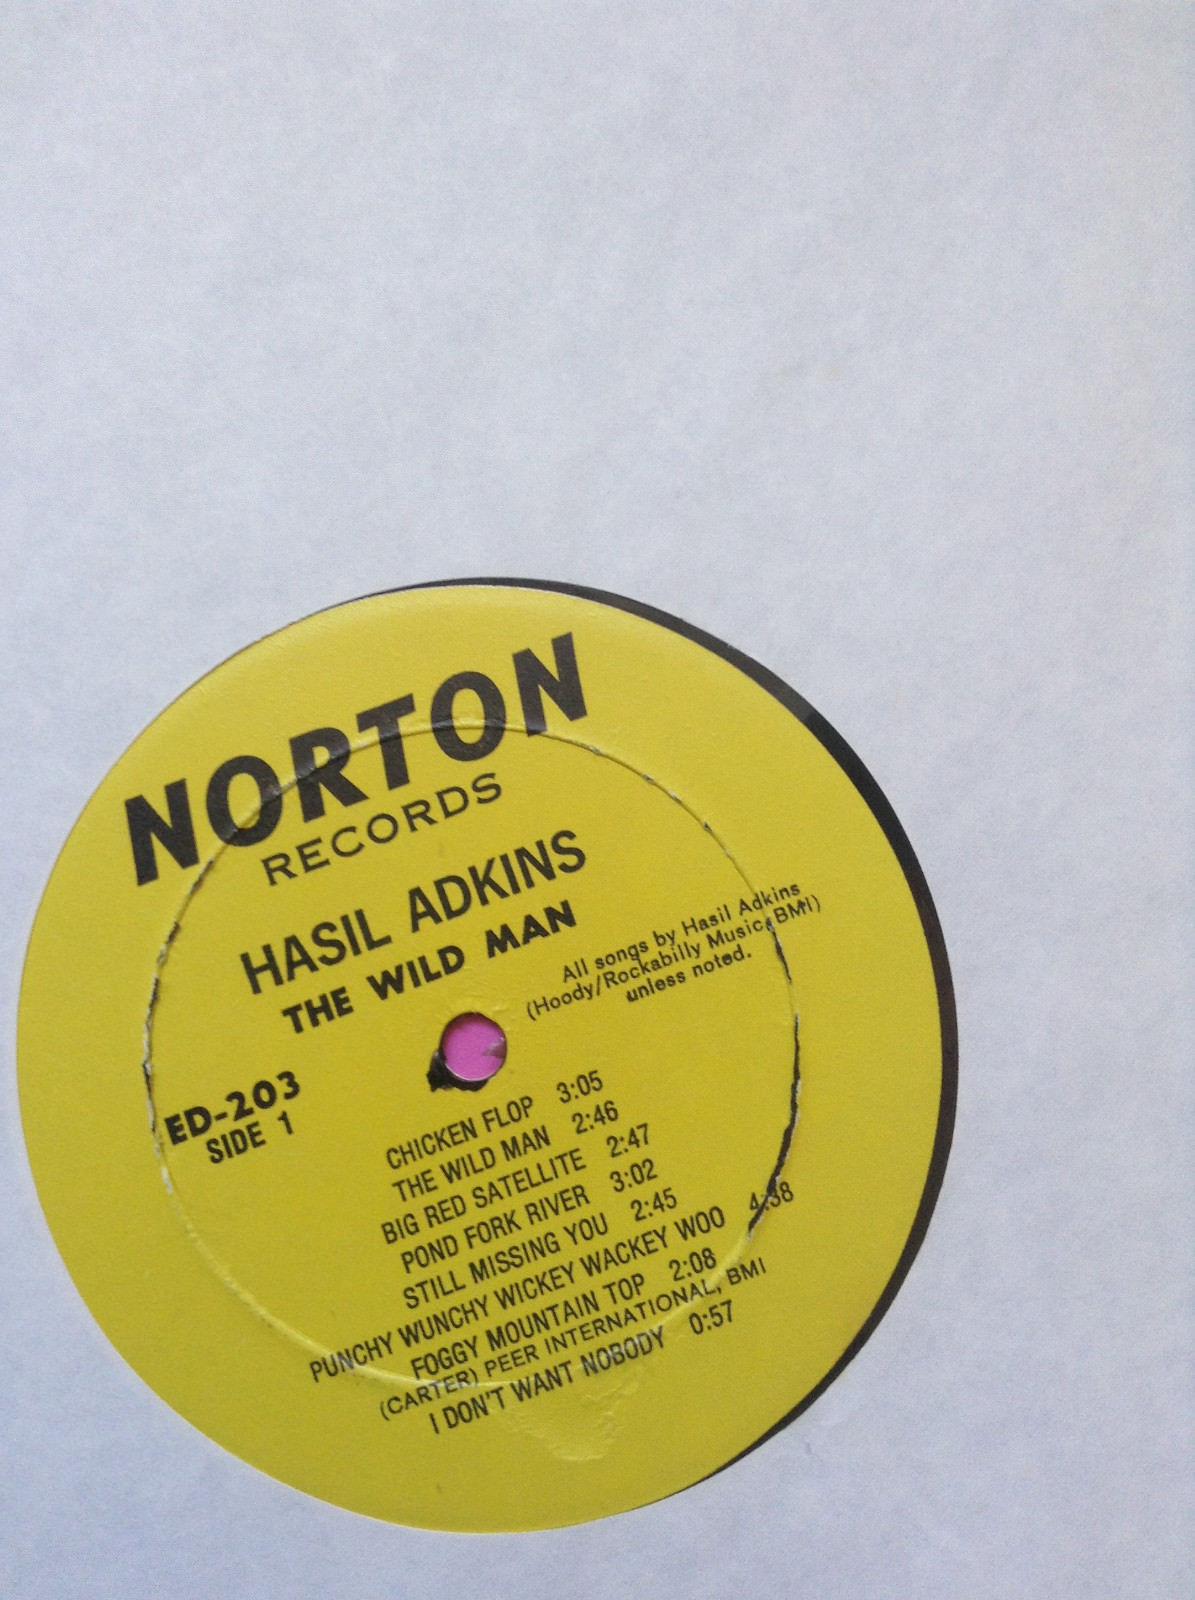 NORTON
RECORDS
HASIL ADKINS
THE WILD MAN
All songs by Hasil Adkins
(Hoody/Rockabilly Music, BMI)
unless noted.
ED-203
SIDE 1
CHICKEN FLOP 3:05
THE WILD MAN 2:46
BIG RED SATELLITE 2:47
POND FORK RIVER 3:02
STILL MISSING YOU 2:45
PUNCHY WUNCHY WICKEY WACKEY WOO 4:38
FOGGY MOUNTAIN TOP 2:08
(CARTER) PEER INTERNATIONAL, BMI
I DON'T WANT NOBODY 0:57